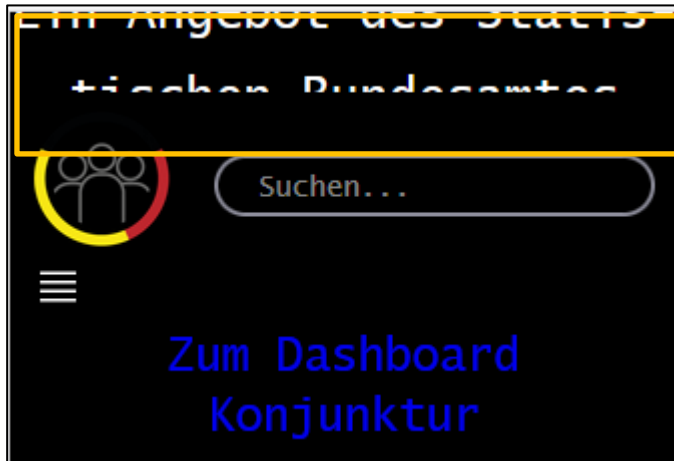 Ein Angebot des Statis
tischen Bundesamtes
Suchen...
Zum Dashboard
Konjunktur